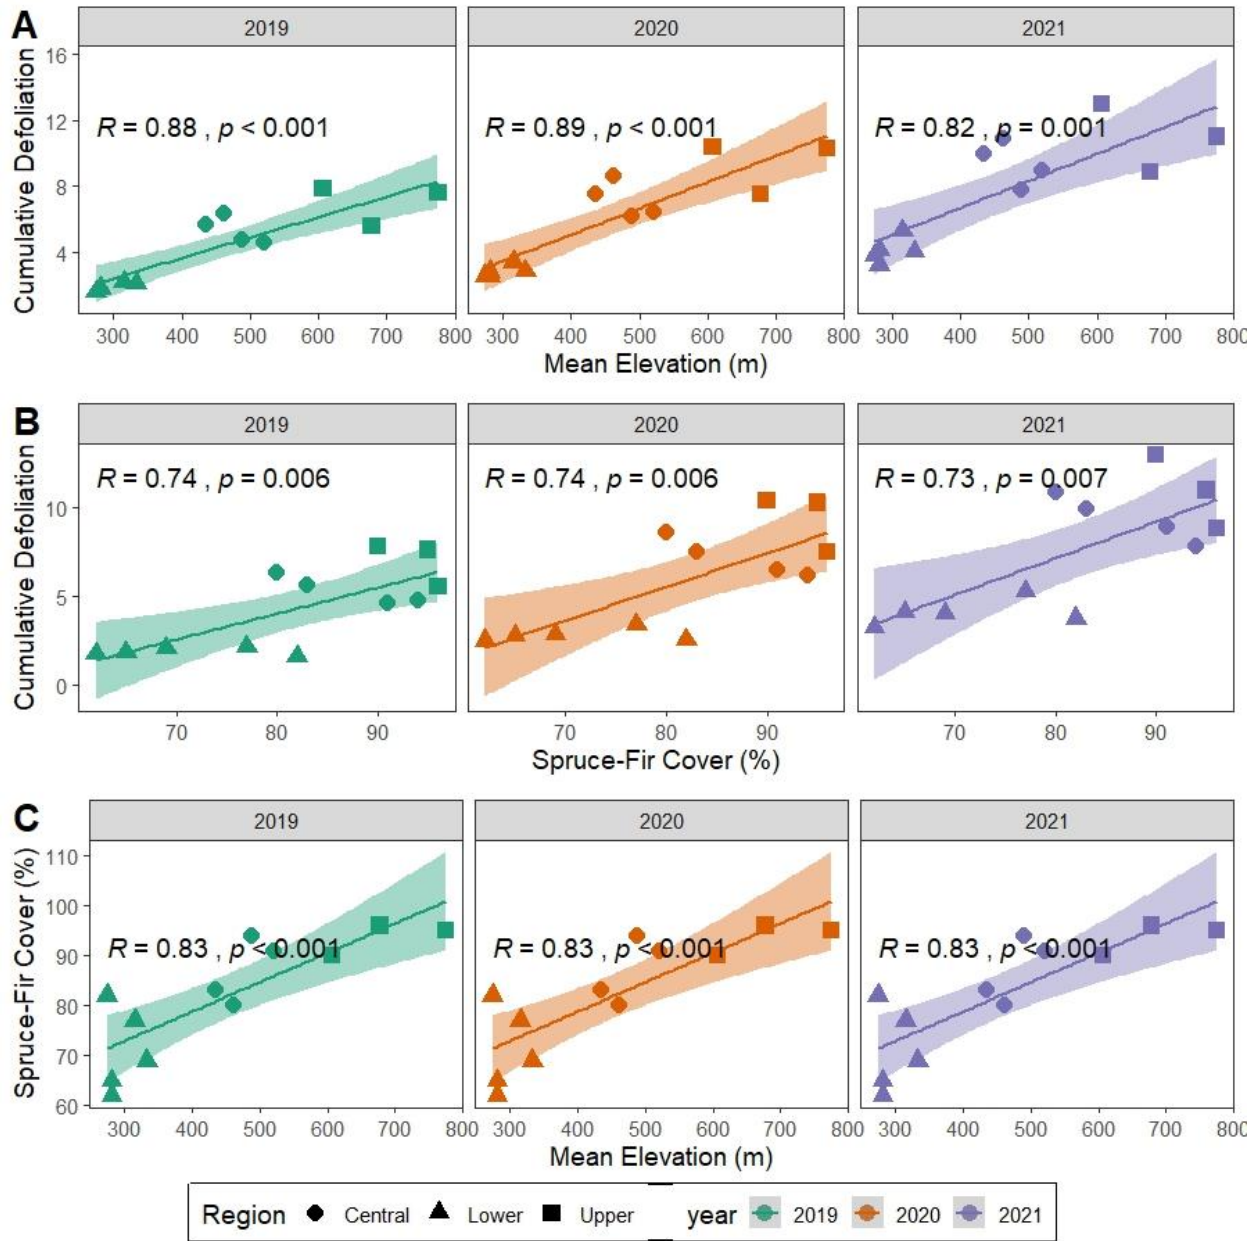 A
2019 2020 2021
Cumulative Defoliation
16
12
8
4
R = 0.88 , p < 0.001
R = 0.89 , p < 0.001
R = 0.82 , p = 0.001
300 400 500 600 700 800
300 400 500 600 700 800
300 400 500 600 700 800
Mean Elevation (m)
B
2019 2020 2021
Cumulative Defoliation
10
5
0
R = 0.74 , p = 0.006
R = 0.74 , p = 0.006
R = 0.73 , p = 0.007
70 80 90
70 80 90
70 80 90
Spruce-Fir Cover (%)
C
2019 2020 2021
Spruce-Fir Cover (%)
110
100
90
80
70
60
R = 0.83 , p < 0.001
R = 0.83 , p < 0.001
R = 0.83 , p < 0.001
300 400 500 600 700 800
300 400 500 600 700 800
300 400 500 600 700 800
Mean Elevation (m)
Region Central Lower Upper year 2019 2020 2021